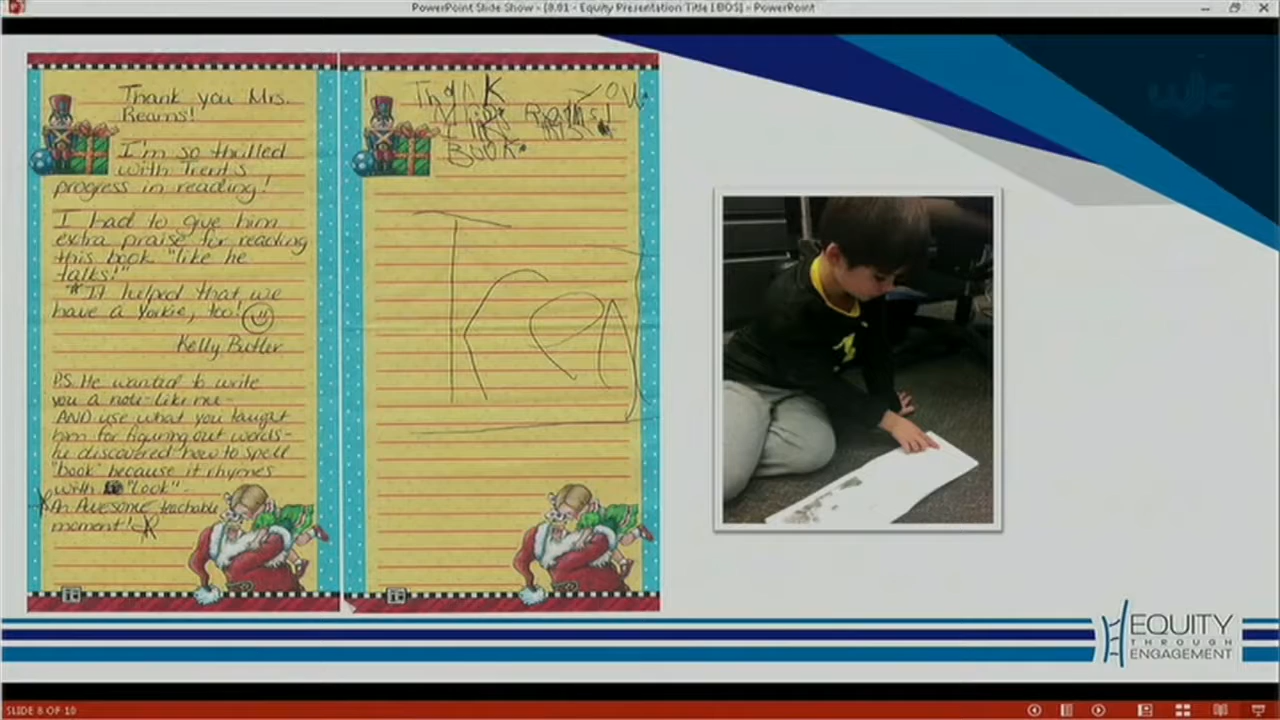 PowerPoint Slide Show - [8.01 - Equity Presentation Title [BOS] - PowerPoint
Thank you Mrs.
Reams!
I'm so thrilled
with Trent's
progress in reading!
I had to give him
extra praise for reading
this book "like he
talks!"
*It helped that we
have a Yorkie, too!
Kelly Butler
P.S. He wanted to write
you a note - like me -
AND use what you taught
him for figuring out words -
he discovered how to spell
"book" because it rhymes
with "look" -
An Awesome teachable
moment!
ThanK YOU
I like
BOOK.
EQUITY
THROUGH
ENGAGEMENT
SLIDE 8 OF 10